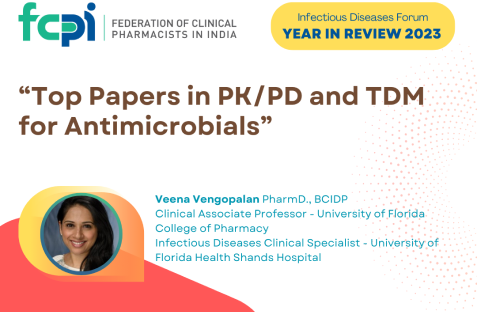 fcpi
FEDERATION OF CLINICAL
PHARMACISTS IN INDIA
Infectious Diseases Forum
YEAR IN REVIEW 2023
“Top Papers in PK/PD and TDM
for Antimicrobials”
Veena Vengopalan PharmD., BCIDP
Clinical Associate Professor - University of Florida
College of Pharmacy
Infectious Diseases Clinical Specialist - University of
Florida Health Shands Hospital